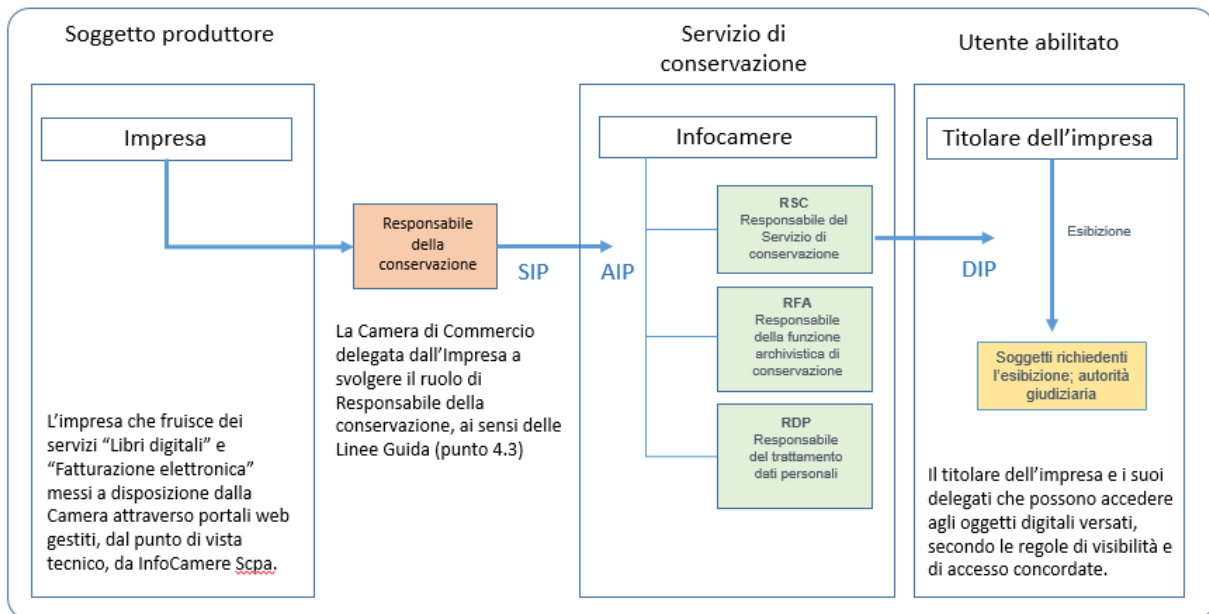 Soggetto produttore
Impresa
L’impresa che fruisce dei
servizi “Libri digitali” e
“Fatturazione elettronica”
messi a disposizione dalla
Camera attraverso portali web
gestiti, dal punto di vista
tecnico, da InfoCamere Scpa.
Responsabile
della
conservazione
SIP
La Camera di Commercio
delegata dall’Impresa a
svolgere il ruolo di
Responsabile della
conservazione, ai sensi delle
Linee Guida (punto 4.3)
Servizio di
conservazione
Infocamere
AIP
RSC
Responsabile del
Servizio di
conservazione
RFA
Responsabile
della funzione
archivistica di
conservazione
RDP
Responsabile
del trattamento
dati personali
Utente abilitato
Titolare dell’impresa
Esibizione
DIP
Soggetti richiedenti
l’esibizione; autorità
giudiziaria
Il titolare dell’impresa e i suoi
delegati che possono accedere
agli oggetti digitali versati,
secondo le regole di visibilità e
di accesso concordate.